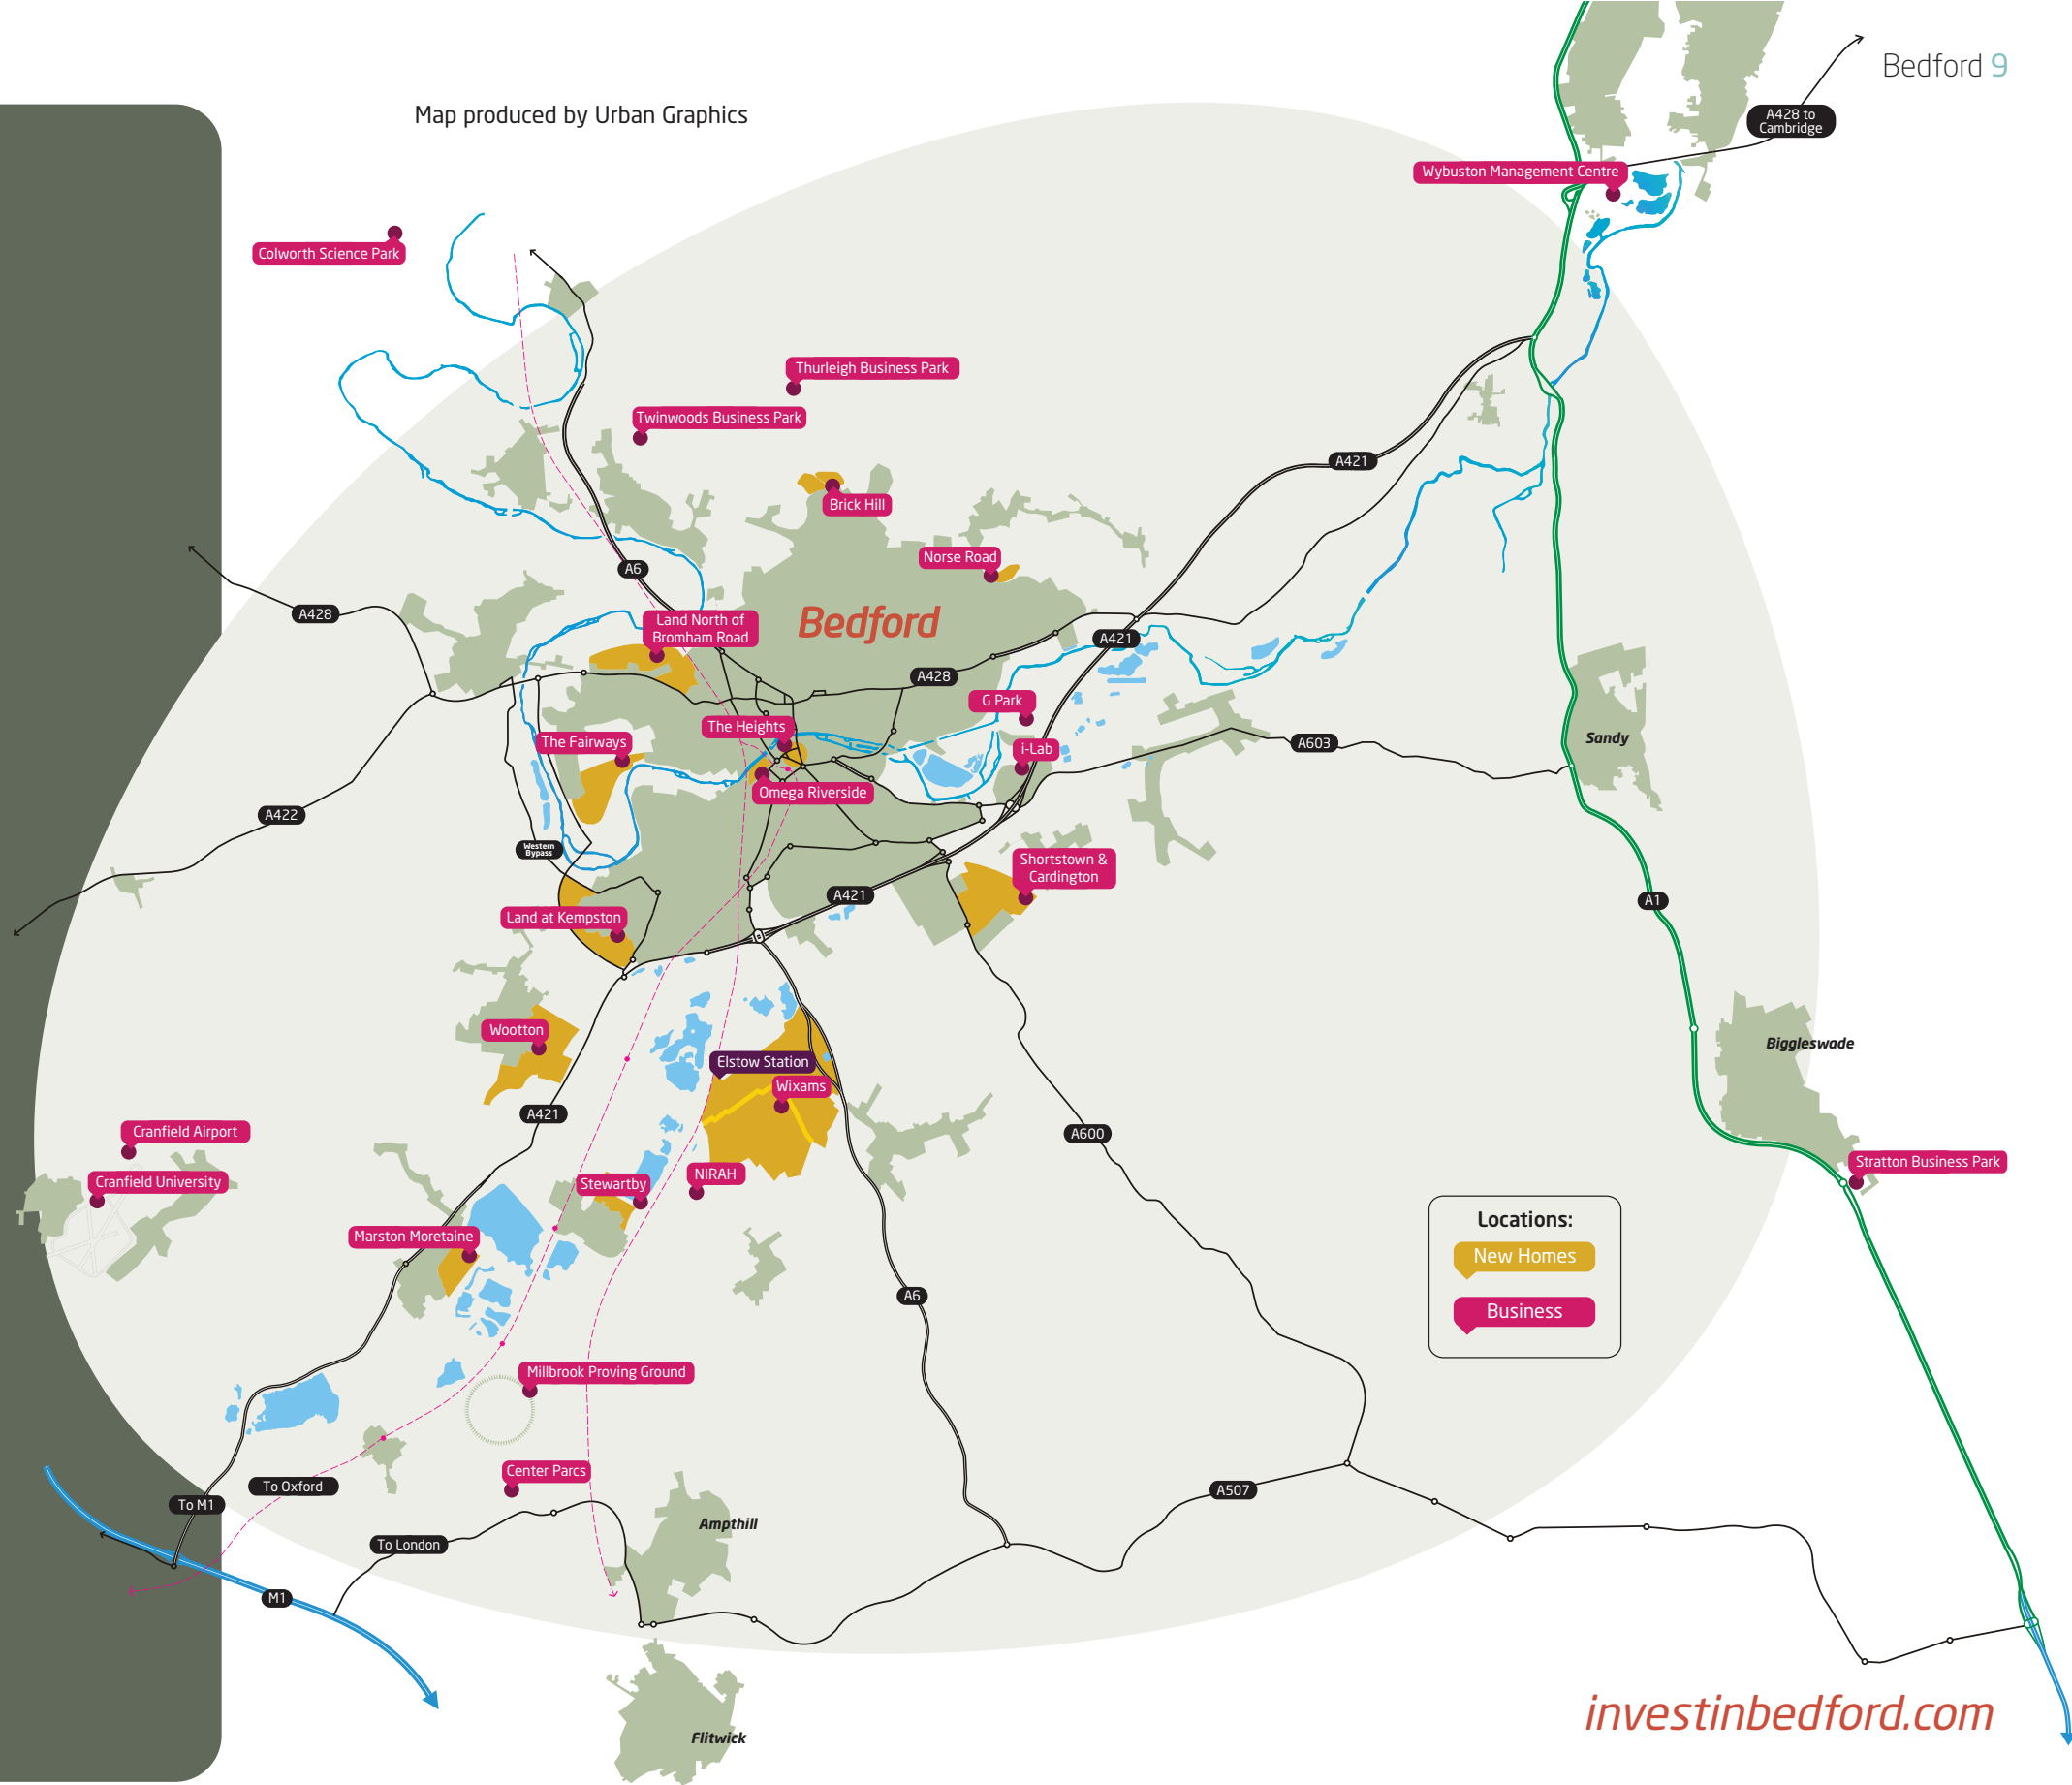 Bedford 9
Map produced by Urban Graphics
A428 to
Cambridge
Wybuston Management Centre
Colworth Science Park
Thurleigh Business Park
Twinwoods Business Park
A421
Brick Hill
Norse Road
A6
A428
Land North of
Bromham Road
Bedford
A421
A428
G Park
The Heights
The Fairways
i-Lab
A603
Sandy
Omega Riverside
A422
Western
Bypass
Shortstown &
Cardington
A421
A1
Land at Kempston
Wootton
Biggleswade
Elstow Station
Wixams
A421
A600
Cranfield Airport
Cranfield University
Stewartby
NIRAH
Stratton Business Park
Marston Moretaine
Locations:
New Homes
Business
A6
Millbrook Proving Ground
Center Parcs
To Oxford
A507
To M1
Ampthill
To London
M1
Flitwick
investinbedford.com